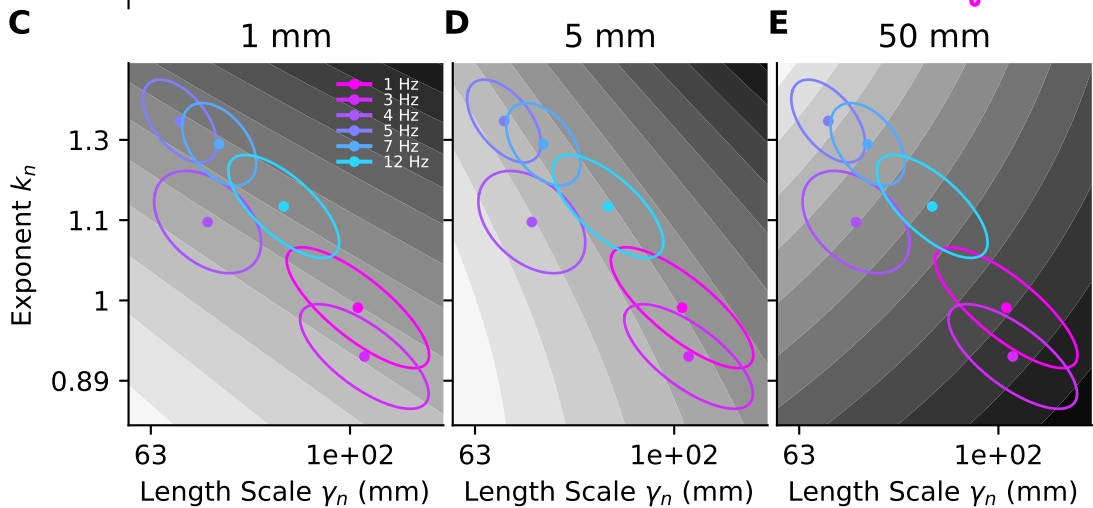 C
1 mm
D
5 mm
E
50 mm
1 Hz
3 Hz
4 Hz
5 Hz
7 Hz
12 Hz
Exponent kₙ
1.3
1.1
1
0.89
63
1e+02
63
1e+02
63
1e+02
Length Scale γₙ (mm)
Length Scale γₙ (mm)
Length Scale γₙ (mm)